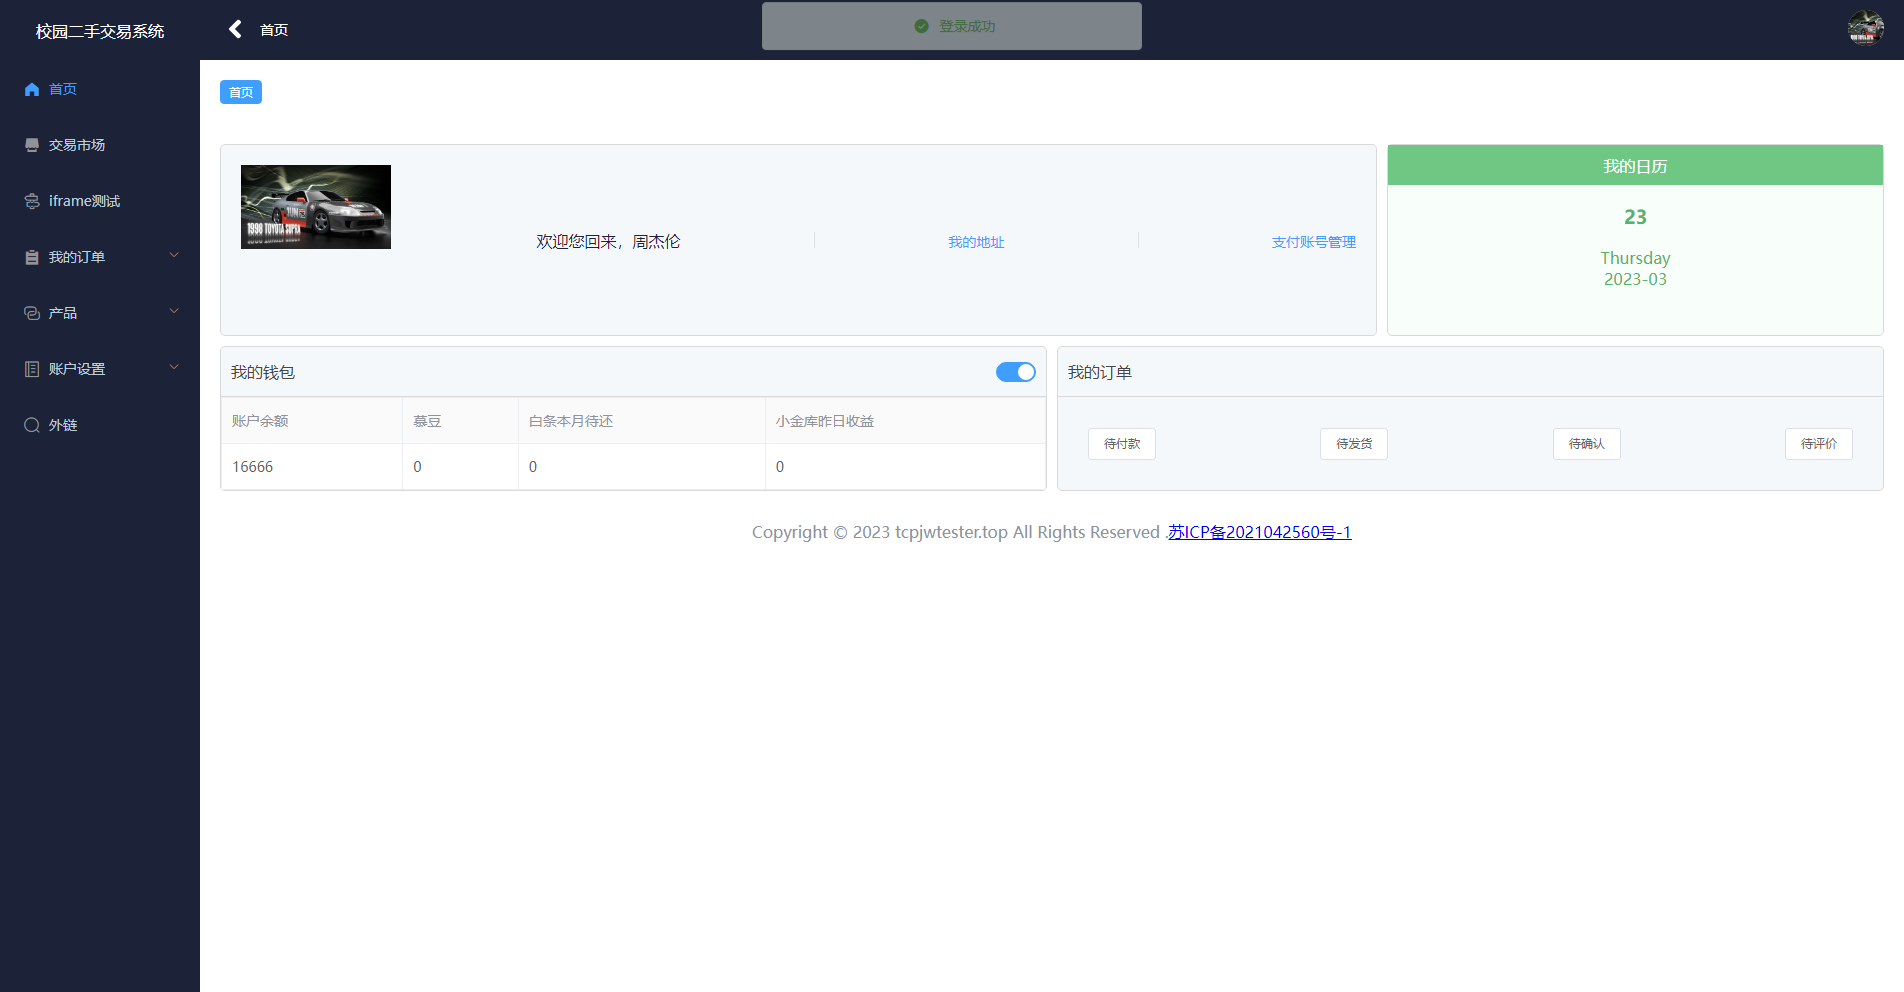 校园二手交易系统
首页
登录成功
首页
交易市场
iframe测试
我的订单
产品
账户设置
外链
首页
1998 TOYOTA SUPRA
欢迎您回来，周杰伦
我的地址
支付账号管理
我的日历
23
Thursday
2023-03
我的钱包
账户余额 慕豆 白条本月待还 小金库昨日收益
16666 0 0 0
我的订单
待付款 待发货 待确认 待评价
Copyright © 2023 tcpjwtester.top All Rights Reserved .苏ICP备2021042560号-1